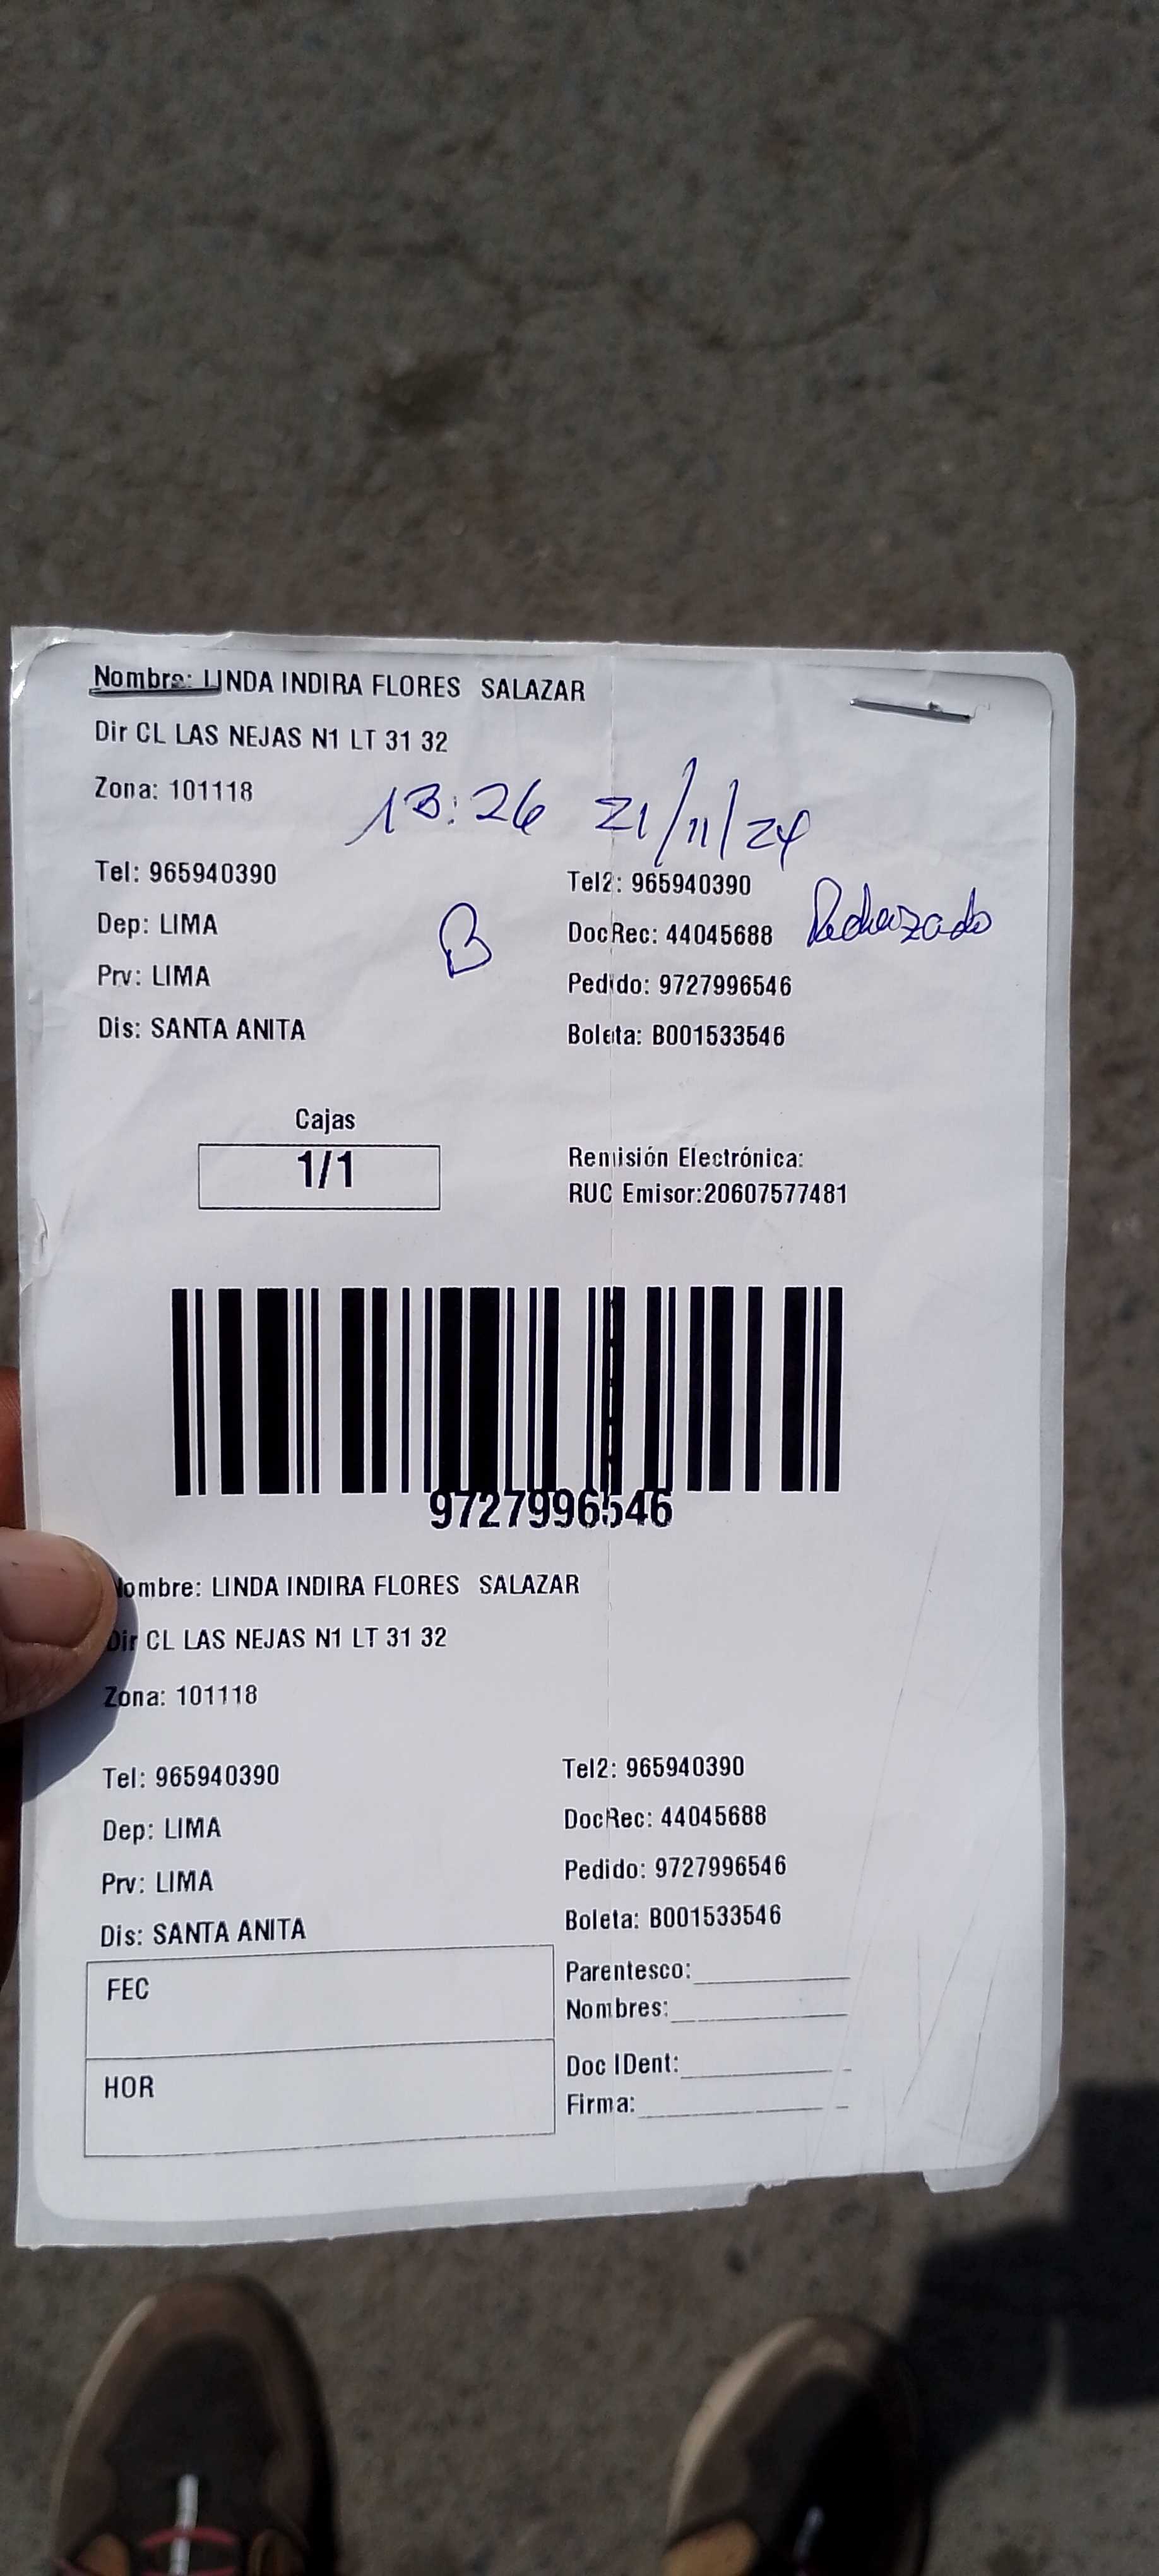 Nombre: LINDA INDIRA FLORES SALAZAR
Dir CL LAS NEJAS N1 LT 31 32
Zona: 101118
13:26 21/11/24
Tel: 965940390
Tel2: 965940390
Dep: LIMA
B
DocRec: 44045688
Rechazado
Prv: LIMA
Pedido: 9727996546
Dis: SANTA ANITA
Boleta: B001533546
Cajas
1/1
Remisión Electrónica:
RUC Emisor:20607577481
9727996546
Nombre: LINDA INDIRA FLORES SALAZAR
Dir CL LAS NEJAS N1 LT 31 32
Zona: 101118
Tel: 965940390
Tel2: 965940390
Dep: LIMA
DocRec: 44045688
Prv: LIMA
Pedido: 9727996546
Dis: SANTA ANITA
Boleta: B001533546
FEC
Parentesco:
Nombres:
HOR
Doc IDent:
Firma: